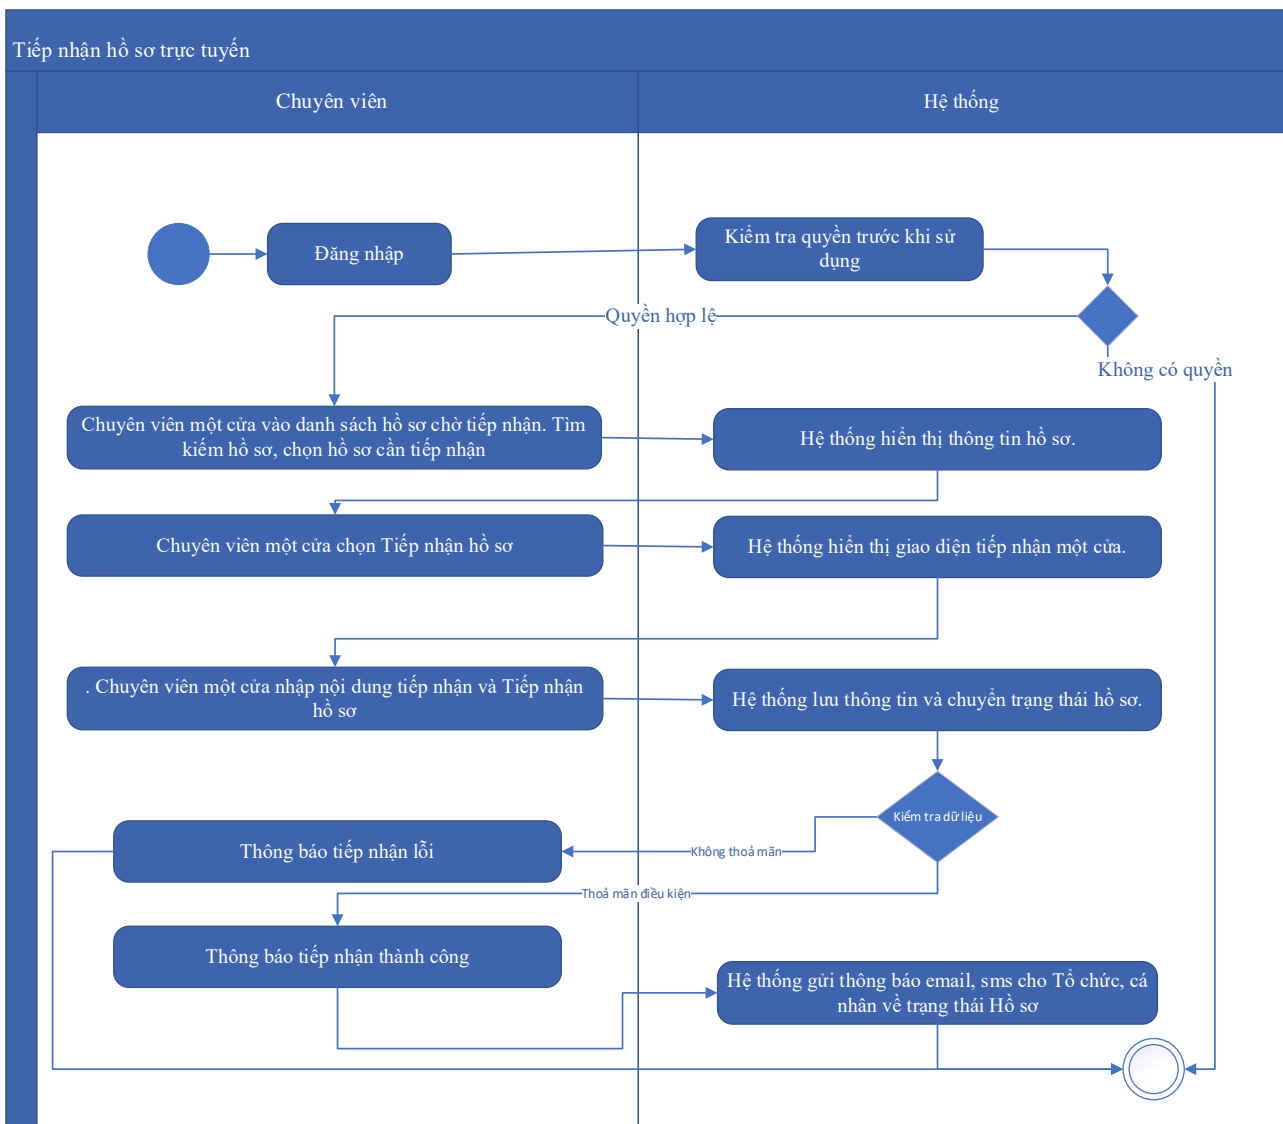 Tiếp nhận hồ sơ trực tuyến
Chuyên viên
Hệ thống
Đăng nhập
Kiểm tra quyền trước khi sử
dụng
Quyền hợp lệ
Không có quyền
Chuyên viên một cửa vào danh sách hồ sơ chờ tiếp nhận. Tìm
kiếm hồ sơ, chọn hồ sơ cần tiếp nhận
Hệ thống hiển thị thông tin hồ sơ.
Chuyên viên một cửa chọn Tiếp nhận hồ sơ
Hệ thống hiển thị giao diện tiếp nhận một cửa.
. Chuyên viên một cửa nhập nội dung tiếp nhận và Tiếp nhận
hồ sơ
Hệ thống lưu thông tin và chuyển trạng thái hồ sơ.
Kiểm tra dữ liệu
Thông báo tiếp nhận lỗi
Không thoả mãn
Thoả mãn điều kiện
Thông báo tiếp nhận thành công
Hệ thống gửi thông báo email, sms cho Tổ chức, cá
nhân về trạng thái Hồ sơ